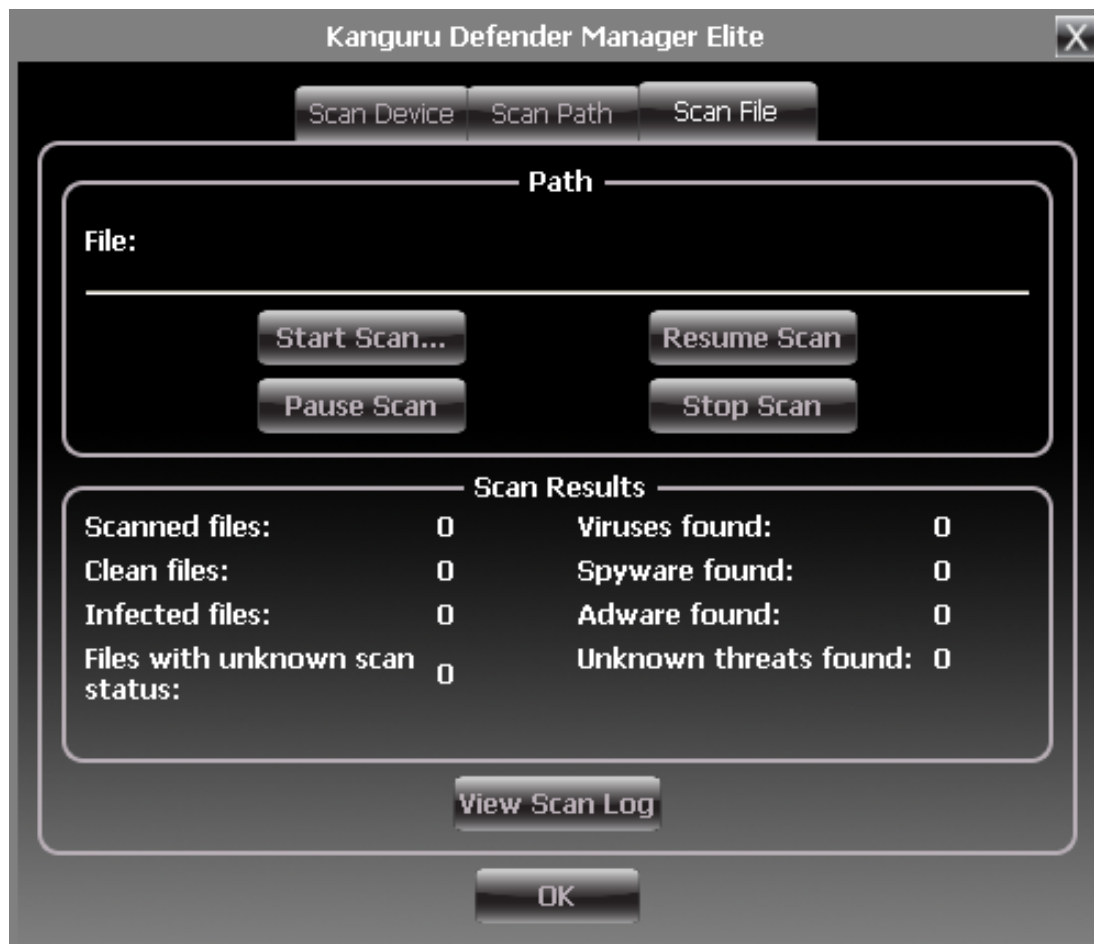 Kanguru Defender Manager Elite
X
Scan Device Scan Path Scan File
Path
File:
Start Scan... Resume Scan
Pause Scan Stop Scan
Scan Results
Scanned files: 0 Viruses found: 0
Clean files: 0 Spyware found: 0
Infected files: 0 Adware found: 0
Files with unknown scan status: 0 Unknown threats found: 0
View Scan Log
OK